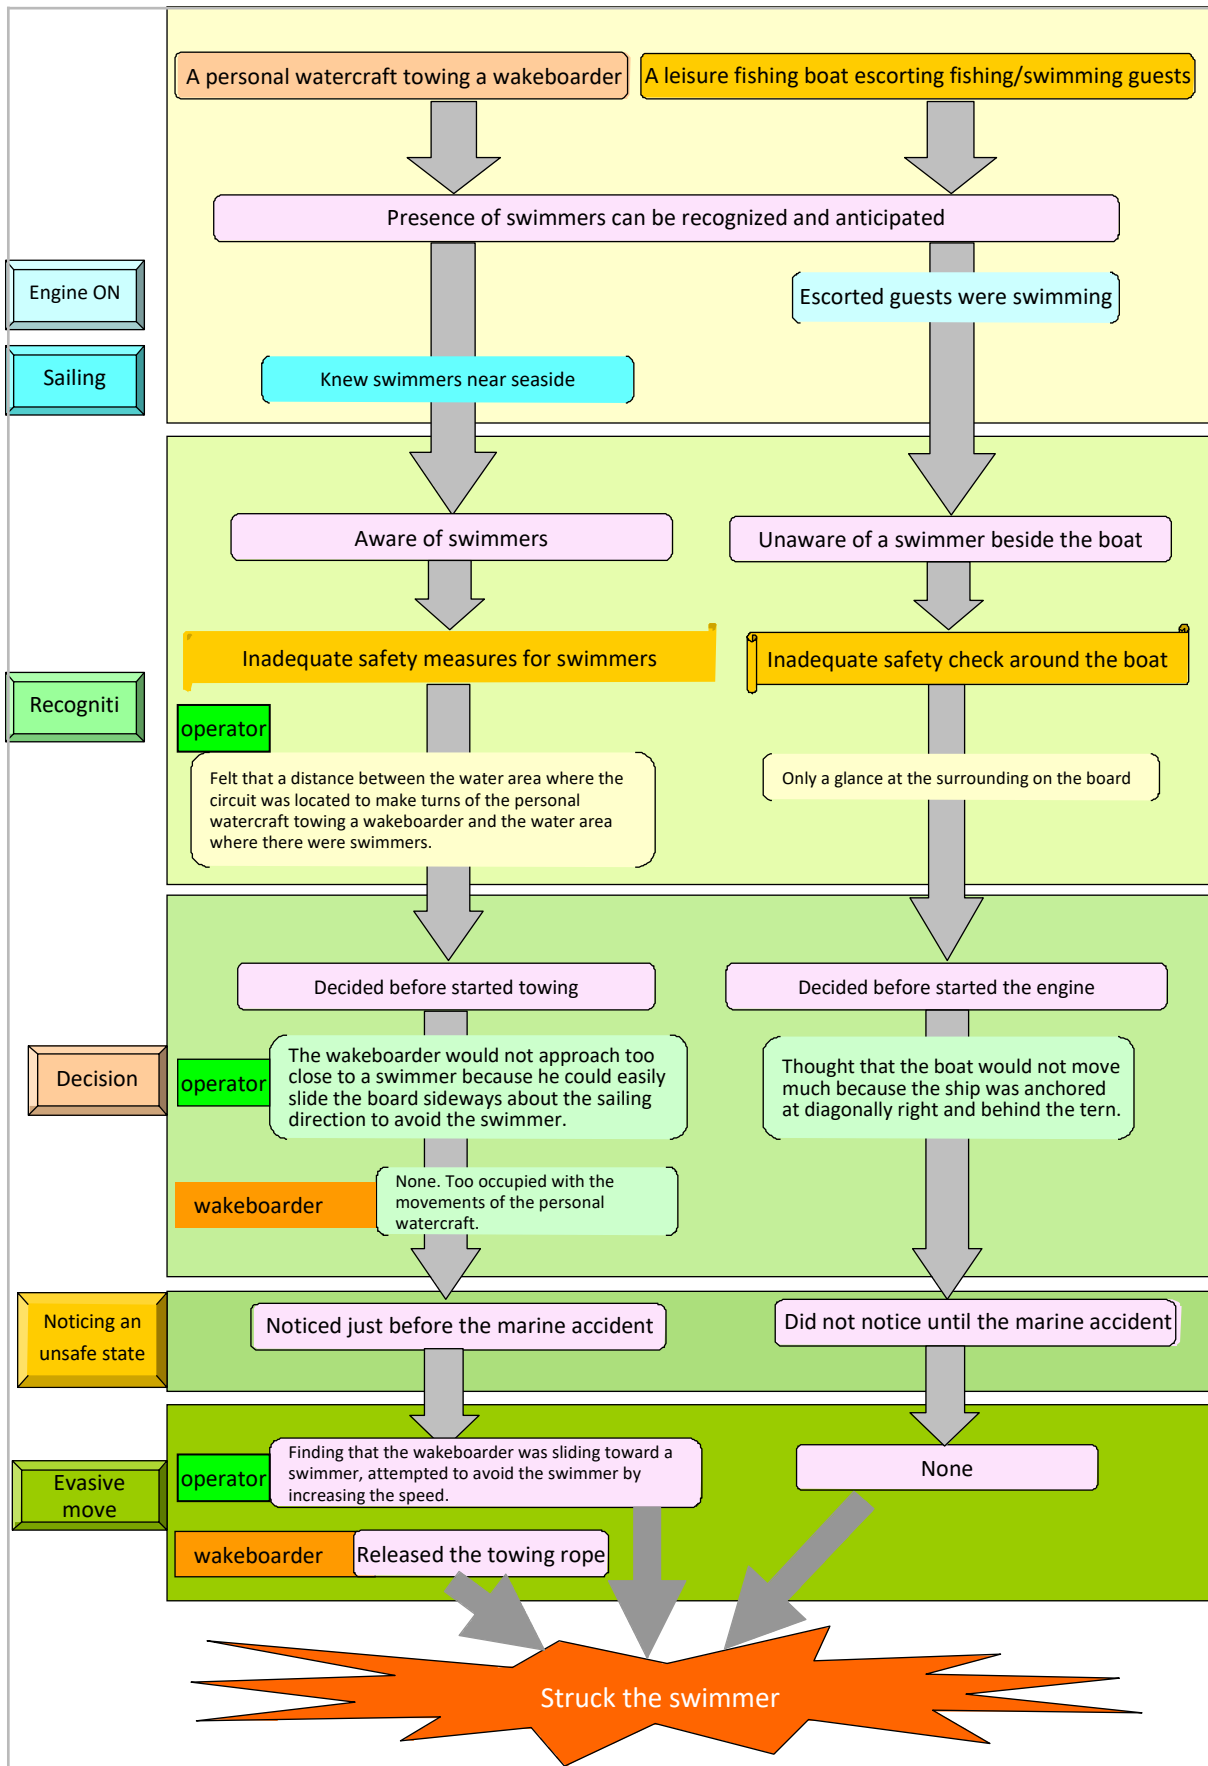 A personal watercraft towing a wakeboarder
A leisure fishing boat escorting fishing/swimming guests
Presence of swimmers can be recognized and anticipated
Engine ON
Escorted guests were swimming
Sailing
Knew swimmers near seaside
Aware of swimmers
Unaware of a swimmer beside the boat
Inadequate safety measures for swimmers
Inadequate safety check around the boat
Recogniti
operator
Felt that a distance between the water area where the
circuit was located to make turns of the personal
watercraft towing a wakeboarder and the water area
where there were swimmers.
Only a glance at the surrounding on the board
Decided before started towing
Decided before started the engine
Decision
operator
The wakeboarder would not approach too
close to a swimmer because he could easily
slide the board sideways about the sailing
direction to avoid the swimmer.
Thought that the boat would not move
much because the ship was anchored
at diagonally right and behind the tern.
wakeboarder
None. Too occupied with the
movements of the personal
watercraft.
Noticing an
unsafe state
Noticed just before the marine accident
Did not notice until the marine accident
Evasive
move
operator
Finding that the wakeboarder was sliding toward a
swimmer, attempted to avoid the swimmer by
increasing the speed.
None
wakeboarder
Released the towing rope
Struck the swimmer